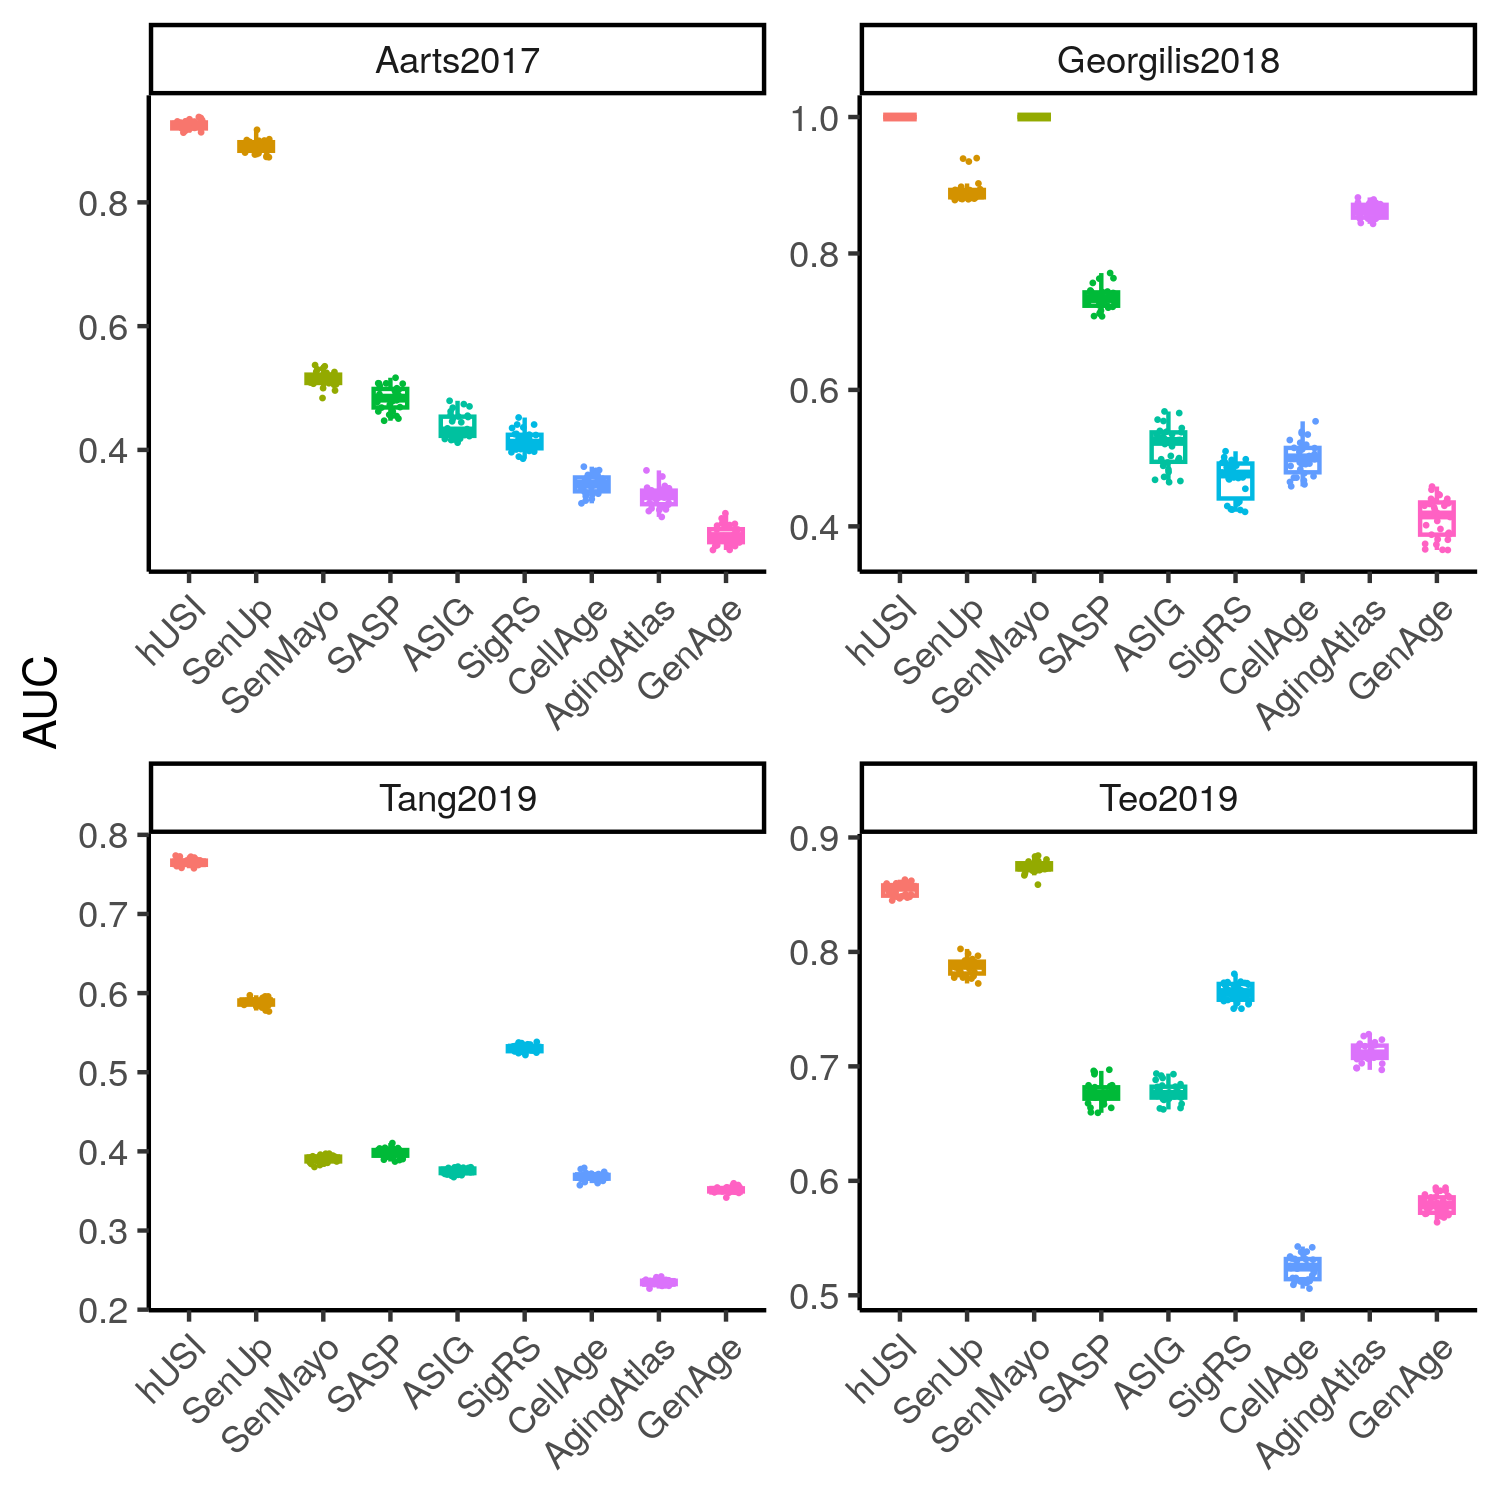 AUC
Aarts2017
0.8
0.6
0.4
hUSI
SenUp
SenMayo
SASP
ASIG
SigRS
CellAge
AgingAtlas
GenAge
Georgilis2018
1.0
0.8
0.6
0.4
hUSI
SenUp
SenMayo
SASP
ASIG
SigRS
CellAge
AgingAtlas
GenAge
Tang2019
0.8
0.7
0.6
0.5
0.4
0.3
0.2
hUSI
SenUp
SenMayo
SASP
ASIG
SigRS
CellAge
AgingAtlas
GenAge
Teo2019
0.9
0.8
0.7
0.6
0.5
hUSI
SenUp
SenMayo
SASP
ASIG
SigRS
CellAge
AgingAtlas
GenAge